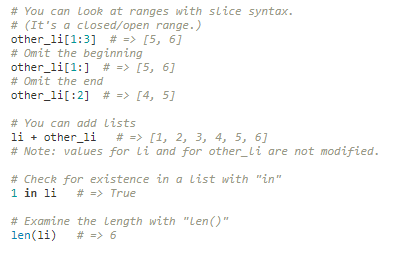 # You can look at ranges with slice syntax.
# (It's a closed/open range.)
other_li[1:3]  # => [5, 6]
# Omit the beginning
other_li[1:]  # => [5, 6]
# Omit the end
other_li[:2]  # => [4, 5]
# You can add lists
li + other_li   # => [1, 2, 3, 4, 5, 6]
# Note: values for li and for other_li are not modified.
# Check for existence in a list with "in"
1 in li   # => True
# Examine the length with "len()"
len(li)   # => 6